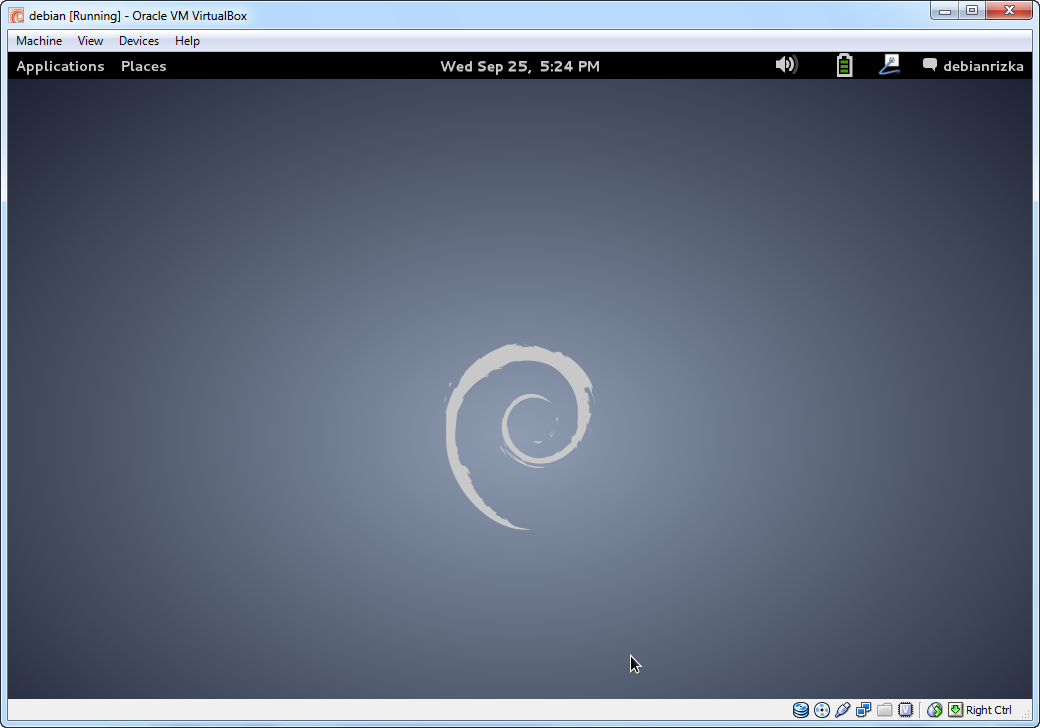 debian [Running] - Oracle VM VirtualBox
Machine View Devices Help
Applications Places Wed Sep 25, 5:24 PM debianrizka
Right Ctrl